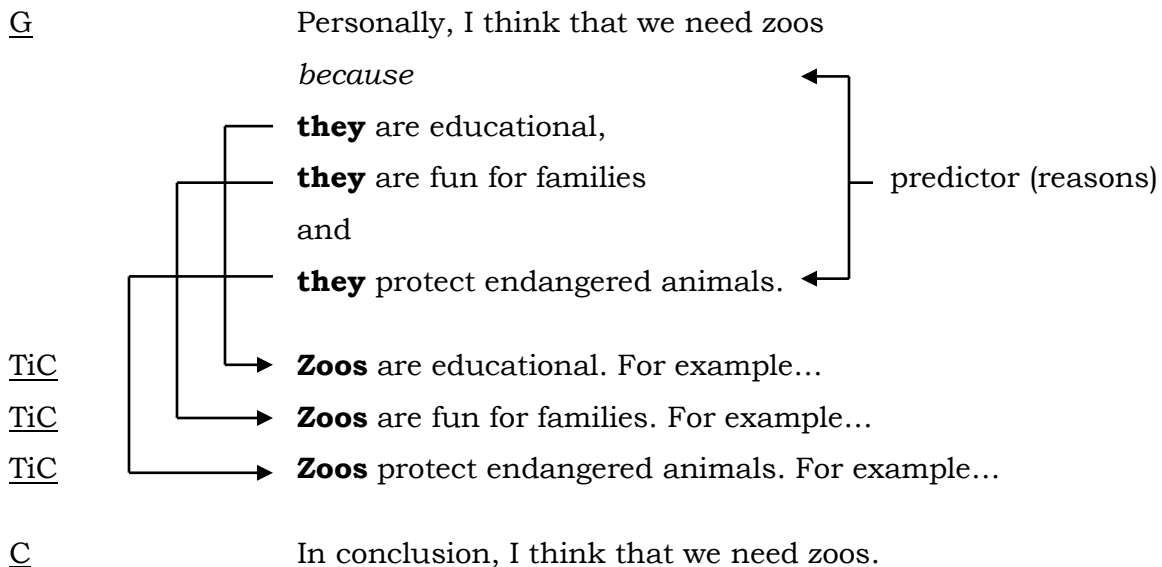 G Personally, I think that we need zoos
because
they are educational,
they are fun for families
predictor (reasons)
and
they protect endangered animals.
TiC Zoos are educational. For example…
TiC Zoos are fun for families. For example…
TiC Zoos protect endangered animals. For example…
C In conclusion, I think that we need zoos.